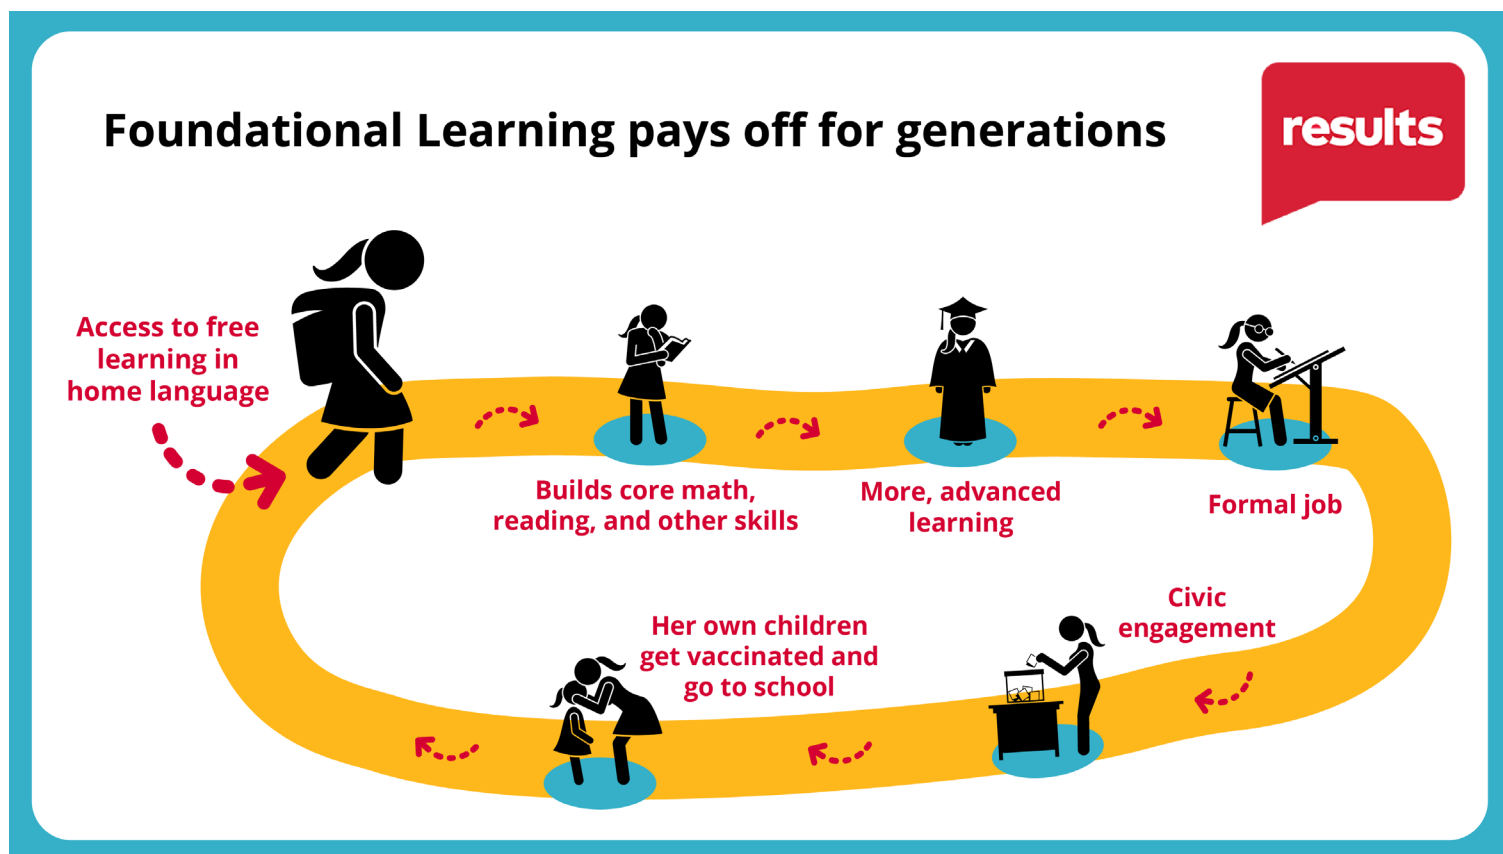 Foundational Learning pays off for generations
results
Access to free
learning in
home language
Builds core math,
reading, and other skills
More, advanced
learning
Formal job
Civic
engagement
Her own children
get vaccinated and
go to school